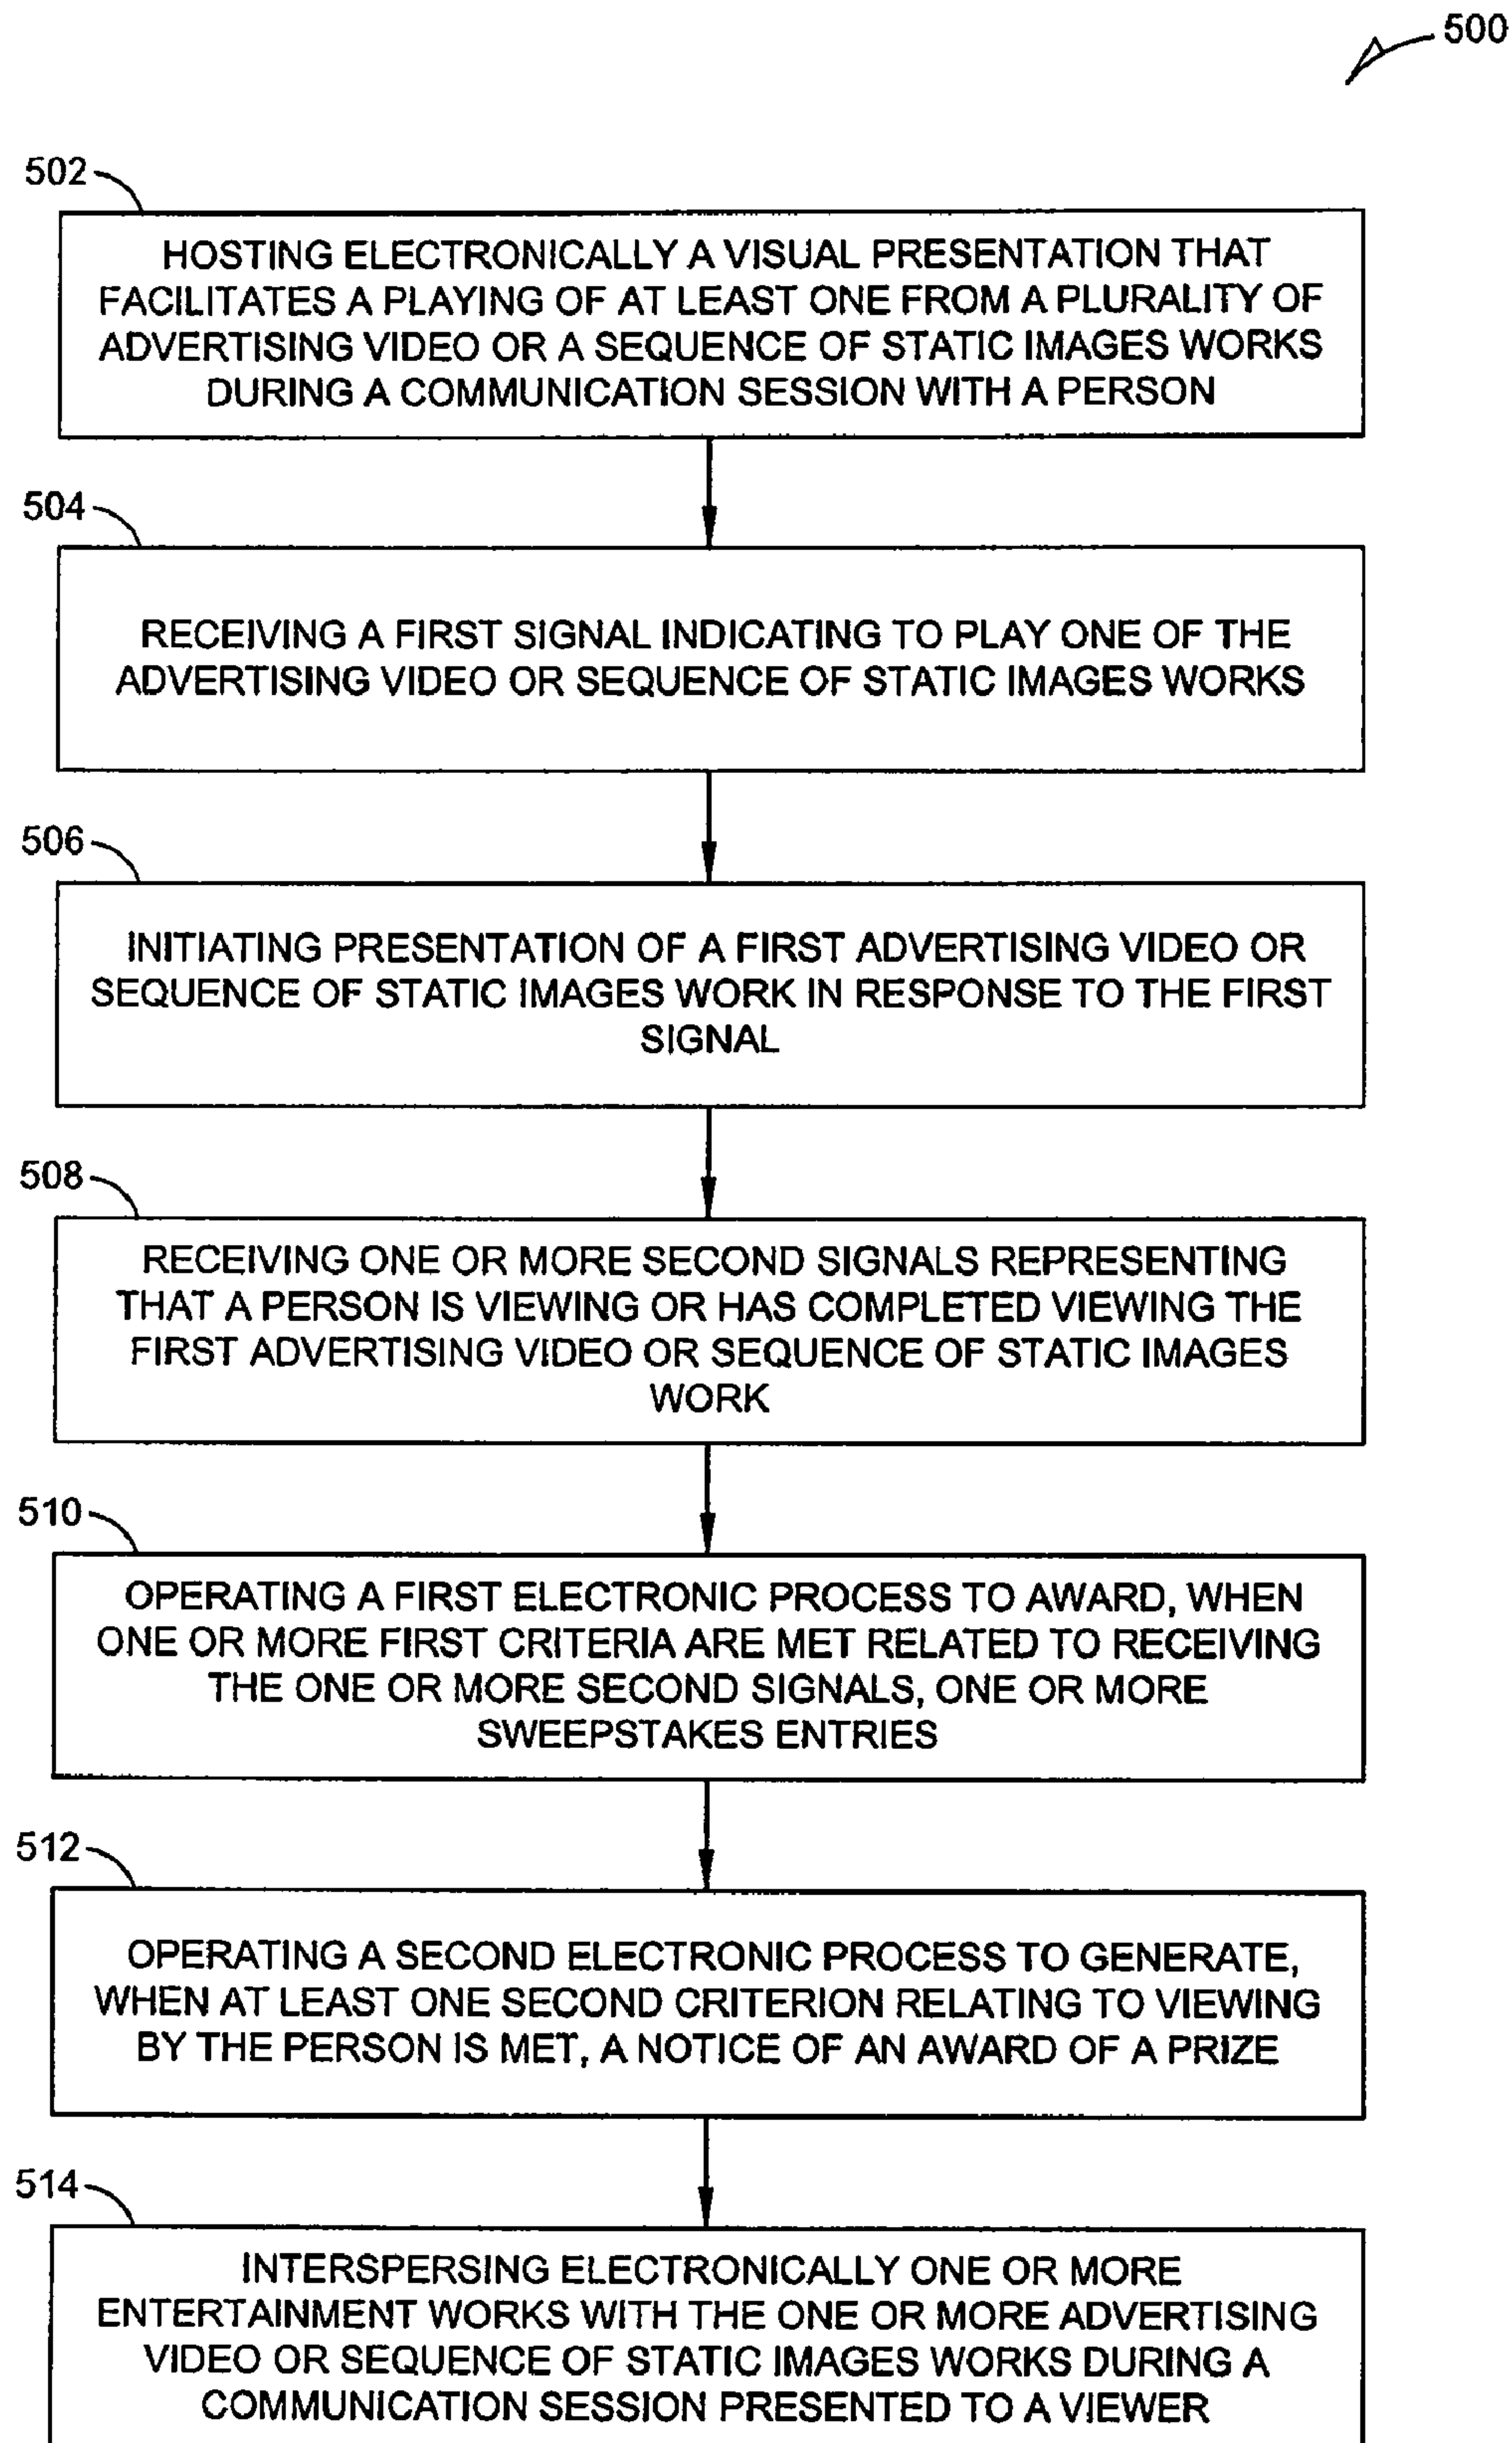 500
502
HOSTING ELECTRONICALLY A VISUAL PRESENTATION THAT
FACILITATES A PLAYING OF AT LEAST ONE FROM A PLURALITY OF
ADVERTISING VIDEO OR A SEQUENCE OF STATIC IMAGES WORKS
DURING A COMMUNICATION SESSION WITH A PERSON
504
RECEIVING A FIRST SIGNAL INDICATING TO PLAY ONE OF THE
ADVERTISING VIDEO OR SEQUENCE OF STATIC IMAGES WORKS
506
INITIATING PRESENTATION OF A FIRST ADVERTISING VIDEO OR
SEQUENCE OF STATIC IMAGES WORK IN RESPONSE TO THE FIRST
SIGNAL
508
RECEIVING ONE OR MORE SECOND SIGNALS REPRESENTING
THAT A PERSON IS VIEWING OR HAS COMPLETED VIEWING THE
FIRST ADVERTISING VIDEO OR SEQUENCE OF STATIC IMAGES
WORK
510
OPERATING A FIRST ELECTRONIC PROCESS TO AWARD, WHEN
ONE OR MORE FIRST CRITERIA ARE MET RELATED TO RECEIVING
THE ONE OR MORE SECOND SIGNALS, ONE OR MORE
SWEEPSTAKES ENTRIES
512
OPERATING A SECOND ELECTRONIC PROCESS TO GENERATE,
WHEN AT LEAST ONE SECOND CRITERION RELATING TO VIEWING
BY THE PERSON IS MET, A NOTICE OF AN AWARD OF A PRIZE
514
INTERSPERSING ELECTRONICALLY ONE OR MORE
ENTERTAINMENT WORKS WITH THE ONE OR MORE ADVERTISING
VIDEO OR SEQUENCE OF STATIC IMAGES WORKS DURING A
COMMUNICATION SESSION PRESENTED TO A VIEWER